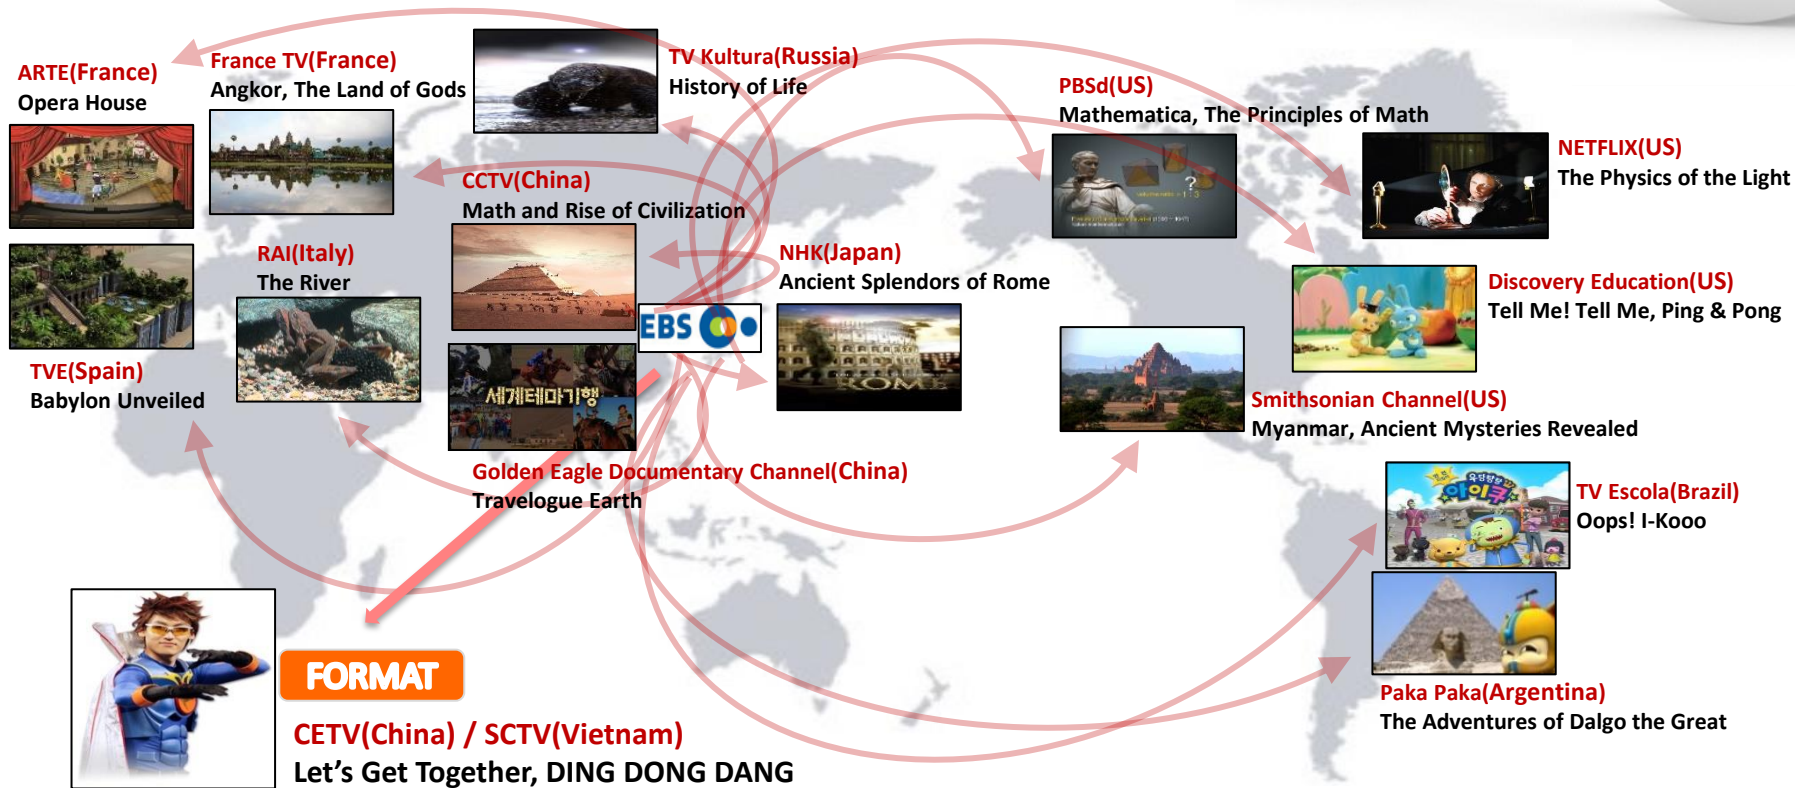 ARTE(France)
Opera House
France TV(France)
Angkor, The Land of Gods
TV Kultura(Russia)
History of Life
PBSd(US)
Mathematica, The Principles of Math
?
NETFLIX(US)
The Physics of the Light
CCTV(China)
Math and Rise of Civilization
RAI(Italy)
The River
NHK(Japan)
Ancient Splendors of Rome
EBS
ROME
Discovery Education(US)
Tell Me! Tell Me, Ping & Pong
TVE(Spain)
Babylon Unveiled
세계테마기행
Smithsonian Channel(US)
Myanmar, Ancient Mysteries Revealed
Golden Eagle Documentary Channel(China)
Travelogue Earth
아이쿠
TV Escola(Brazil)
Oops! I-Kooo
FORMAT
CETV(China) / SCTV(Vietnam)
Let's Get Together, DING DONG DANG
Paka Paka(Argentina)
The Adventures of Dalgo the Great